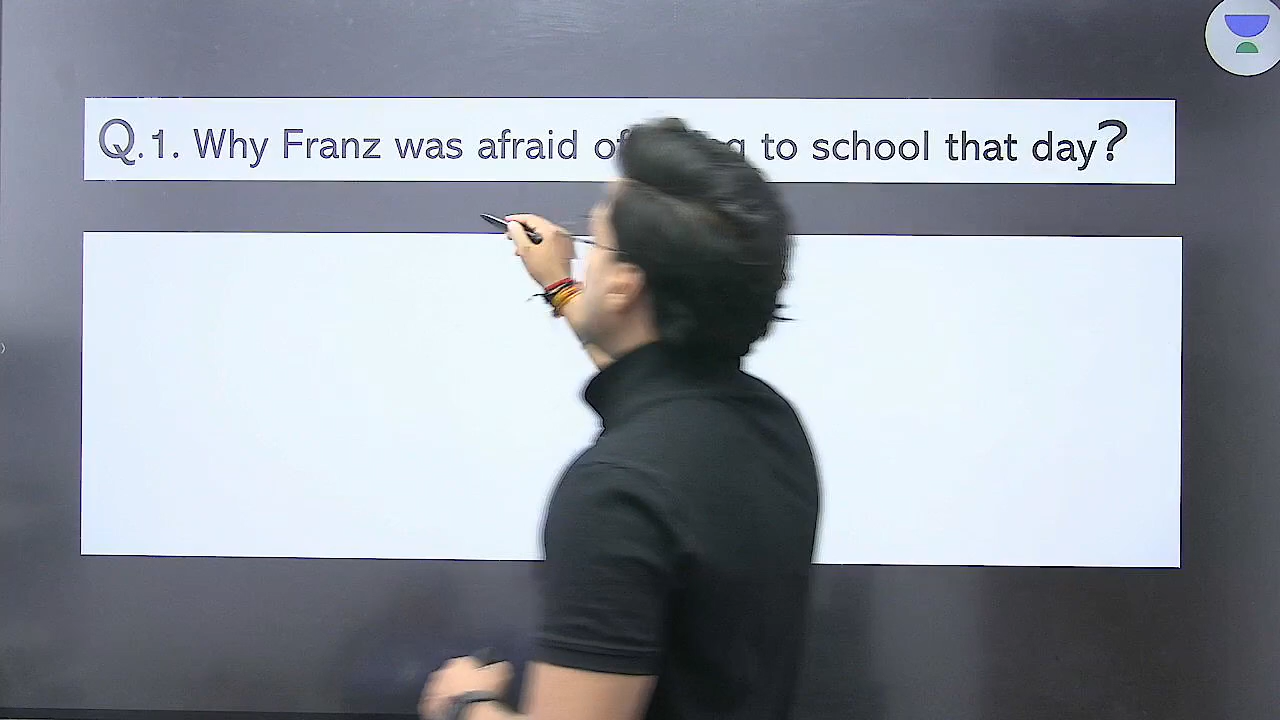 Q.1. Why Franz was afraid of to school that day?